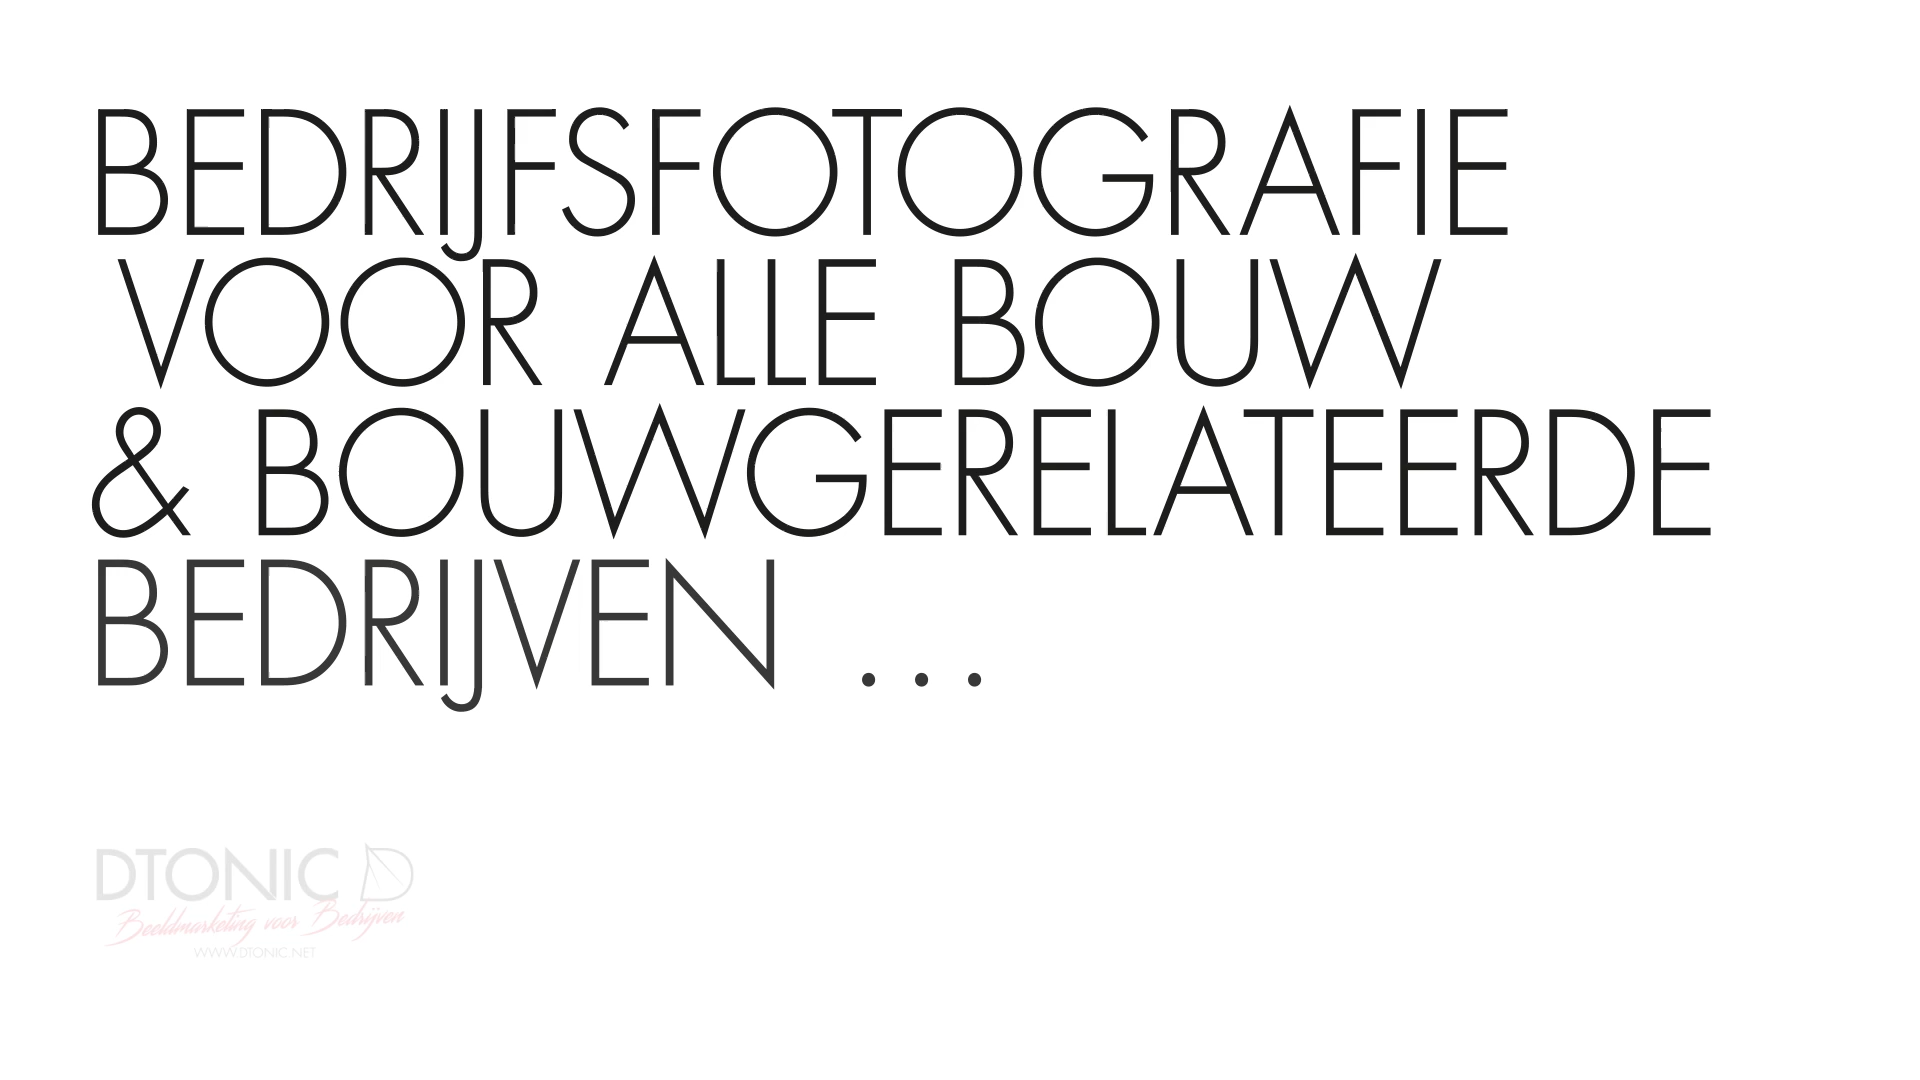 BEDRIJFSFOTOGRAFIE
VOOR ALLE BOUW
& BOUWGERELATEERDE
BEDRIJVEN ...
DTONIC
Beeldmarketing voor Bedrijven
WWW.DTONIC.NET